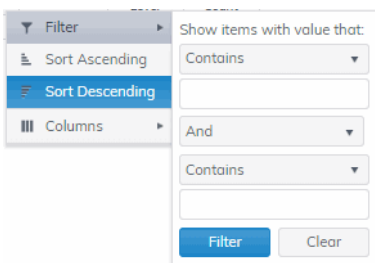 Filter
Sort Ascending
Sort Descending
Columns
Show items with value that:
Contains
And
Contains
Filter
Clear